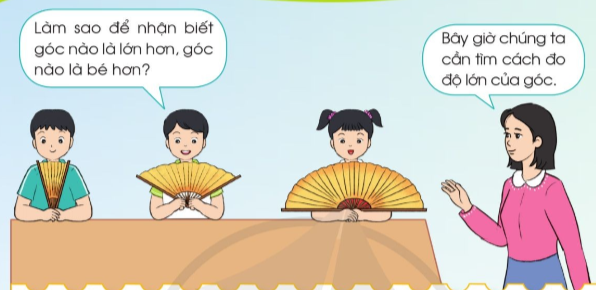 Làm sao để nhận biết
góc nào là lớn hơn, góc
nào là bé hơn?
Bây giờ chúng ta
cần tìm cách đo
độ lớn của góc.